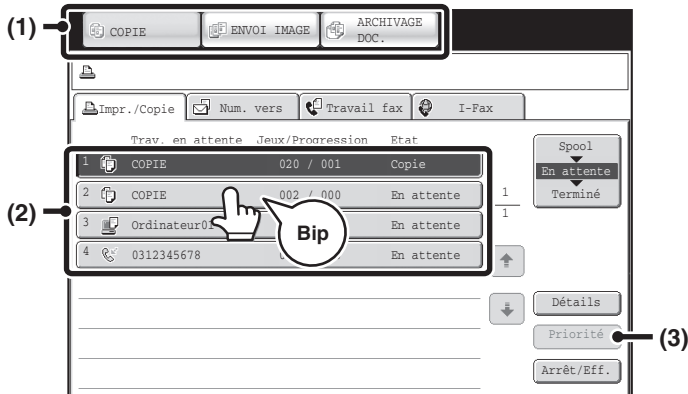 (1)
COPIE
ENVOI IMAGE
ARCHIVAGE
DOC.
Impr./Copie
Num. vers
Travail fax
I-Fax
Trav. en attente Jeux/Progression Etat
Spool
En attente
Terminé
1 COPIE 020 / 001 Copie
2 COPIE 002 / 000 En attente
(2)
3 Ordinateur01 En attente
4 0312345678 En attente
Bip
1
1
Détails
Priorité
(3)
Arrêt/Eff.